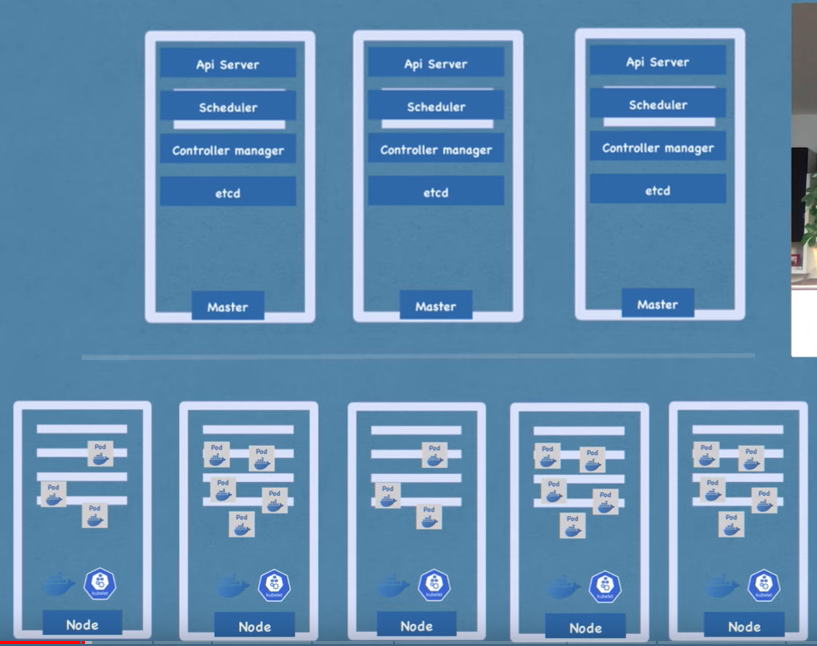 Api Server
Scheduler
Controller manager
etcd
Master
Api Server
Scheduler
Controller manager
etcd
Master
Api Server
Scheduler
Controller manager
etcd
Master
Pod
Pod
Pod
kubelet
Node
Pod
Pod
Pod
Pod
Pod
kubelet
Node
Pod
Pod
Pod
kubelet
Node
Pod
Pod
Pod
Pod
Pod
kubelet
Node
Pod
Pod
Pod
Pod
Pod
kubelet
Node